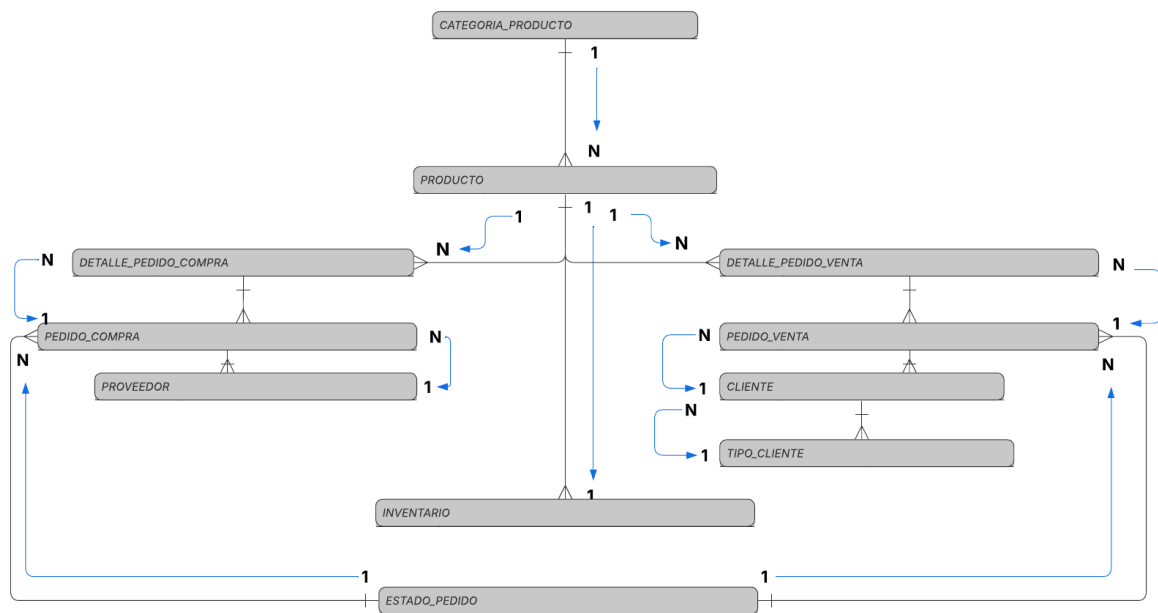 CATEGORIA_PRODUCTO
1
N
PRODUCTO
1
1
1
N
N
DETALLE_PEDIDO_COMPRA
N
DETALLE_PEDIDO_VENTA
N
1
1
PEDIDO_COMPRA
N
N
PEDIDO_VENTA
N
N
PROVEEDOR
1
1
CLIENTE
N
1
TIPO_CLIENTE
1
INVENTARIO
1
1
ESTADO_PEDIDO